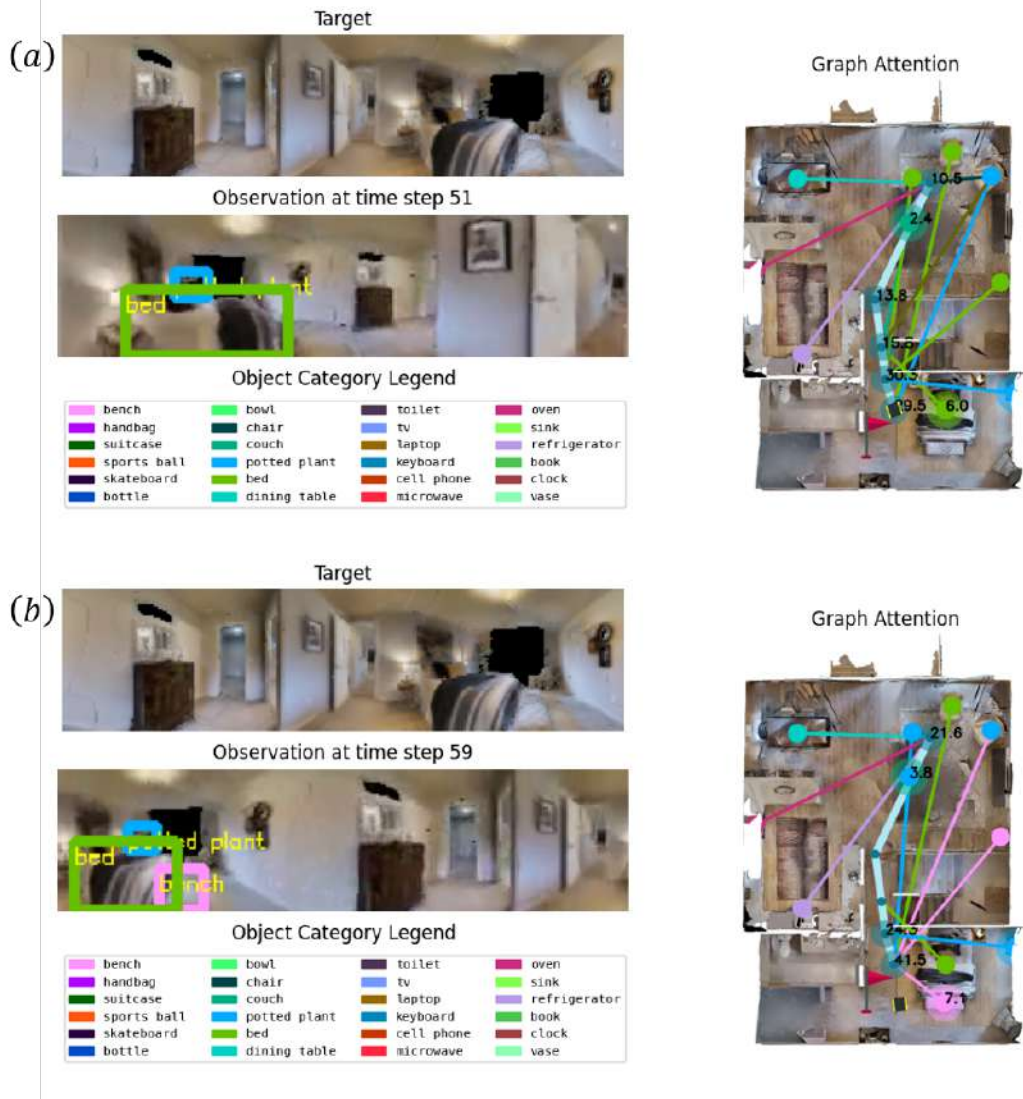 Target
(a)
Graph Attention
Observation at time step 51
bed
Object Category Legend
bench bowl toilet oven
handbag chair tv sink
suitcase couch laptop refrigerator
sports ball potted plant keyboard book
skateboard bed cell phone clock
bottle dining table microwave vase
10.5
2.4
13.8
30.3
6.0
Target
(b)
Graph Attention
Observation at time step 59
bed potted plant
bench
Object Category Legend
bench bowl toilet oven
handbag chair tv sink
suitcase couch laptop refrigerator
sports ball potted plant keyboard book
skateboard bed cell phone clock
bottle dining table microwave vase
21.6
3.8
41.5
7.1